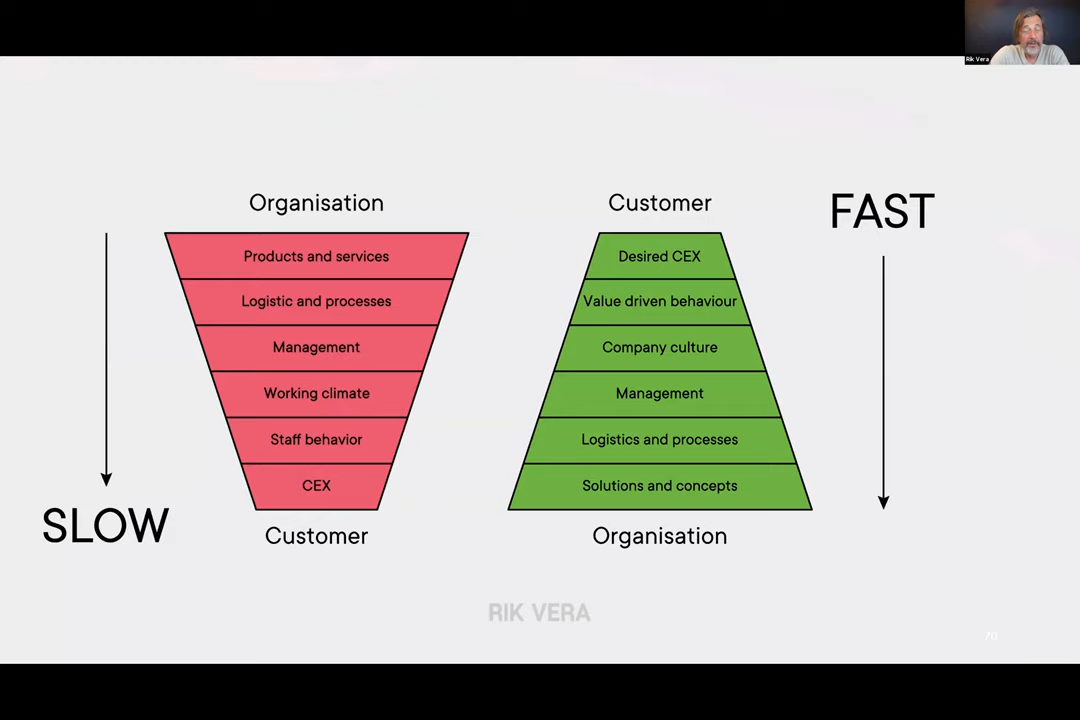 Rik Vera
Organisation
Products and services
Logistic and processes
Management
Working climate
Staff behavior
CEX
Customer
SLOW
Customer
Desired CEX
Value driven behaviour
Company culture
Management
Logistics and processes
Solutions and concepts
Organisation
FAST
RIK VERA
70